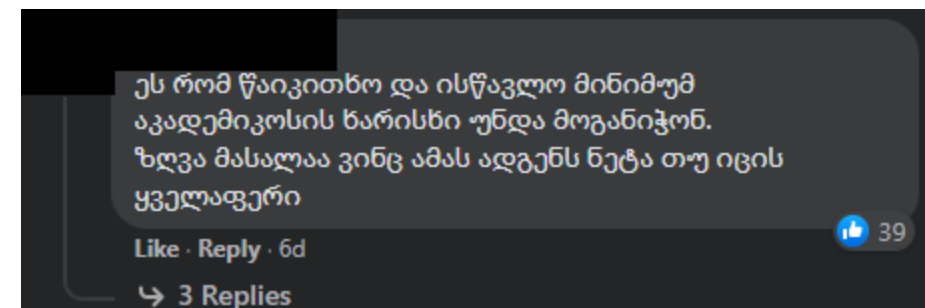 ეს რომ წაიკითხო და ისწავლო მინიმუმ
აკადემიკოსის ხარისხი უნდა მოგანიჭონ.
ზღვა მასალაა ვინც ამას ადგენს ნეტა თუ იცის
ყველაფერი
39
Like · Reply · 6d
3 Replies